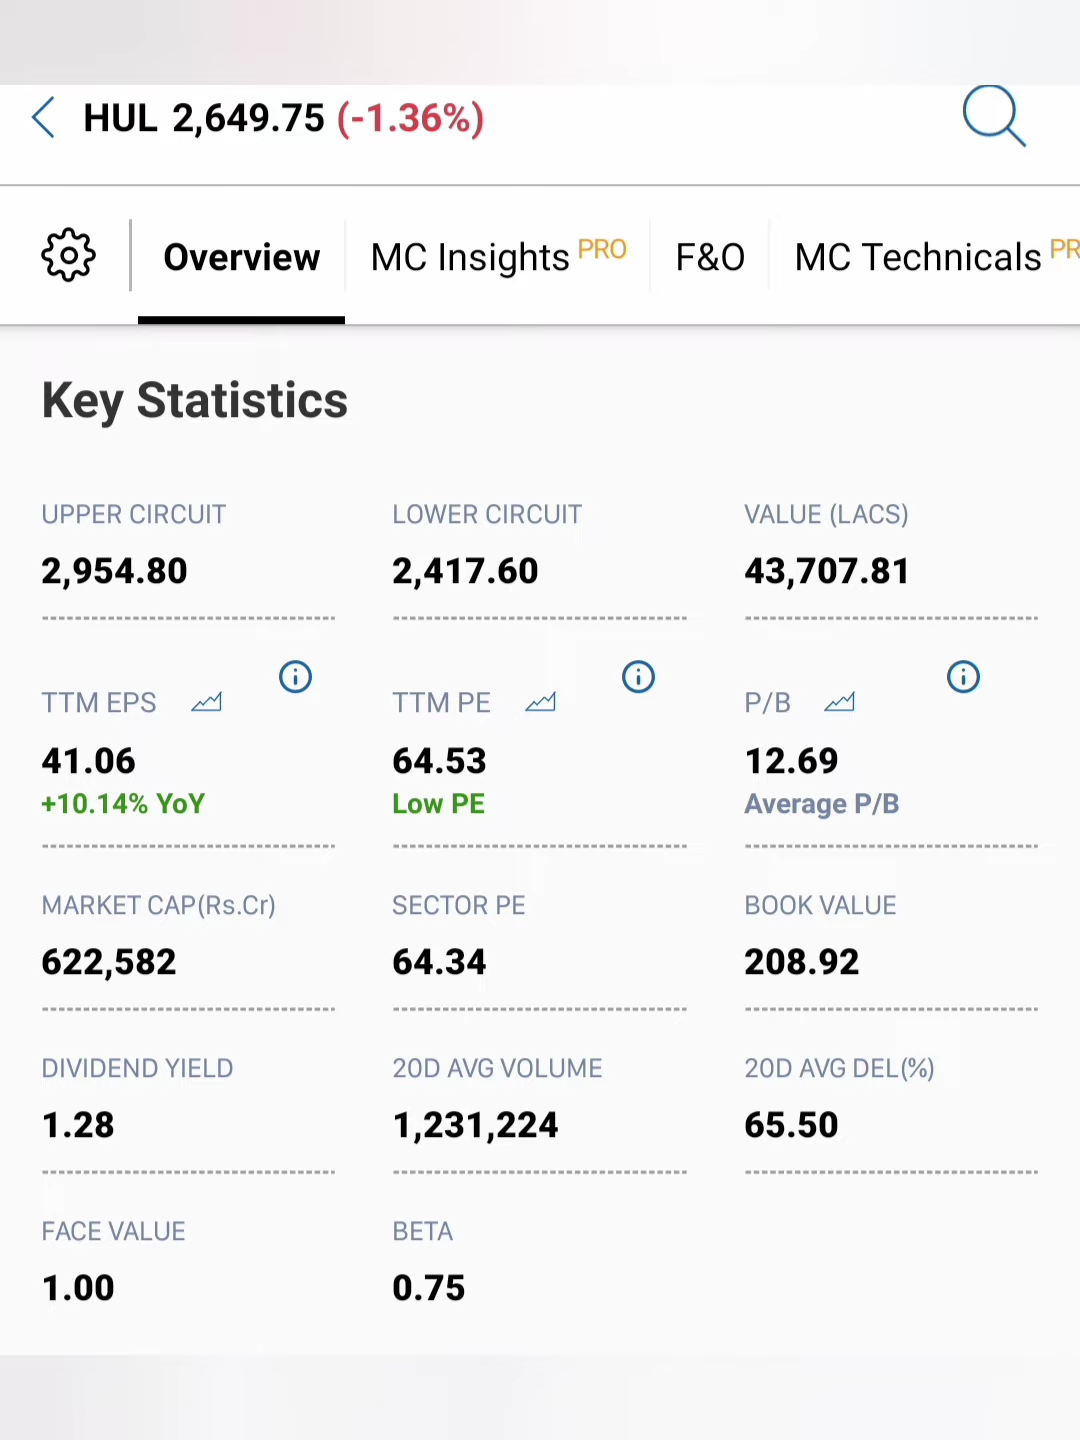 HUL 2,649.75 (-1.36%)
Overview MC Insights PRO F&O MC Technicals PR
Key Statistics
UPPER CIRCUIT LOWER CIRCUIT VALUE (LACS)
2,954.80 2,417.60 43,707.81
TTM EPS TTM PE P/B
41.06 64.53 12.69
+10.14% YoY Low PE Average P/B
MARKET CAP(Rs.Cr) SECTOR PE BOOK VALUE
622,582 64.34 208.92
DIVIDEND YIELD 20D AVG VOLUME 20D AVG DEL(%)
1.28 1,231,224 65.50
FACE VALUE BETA
1.00 0.75